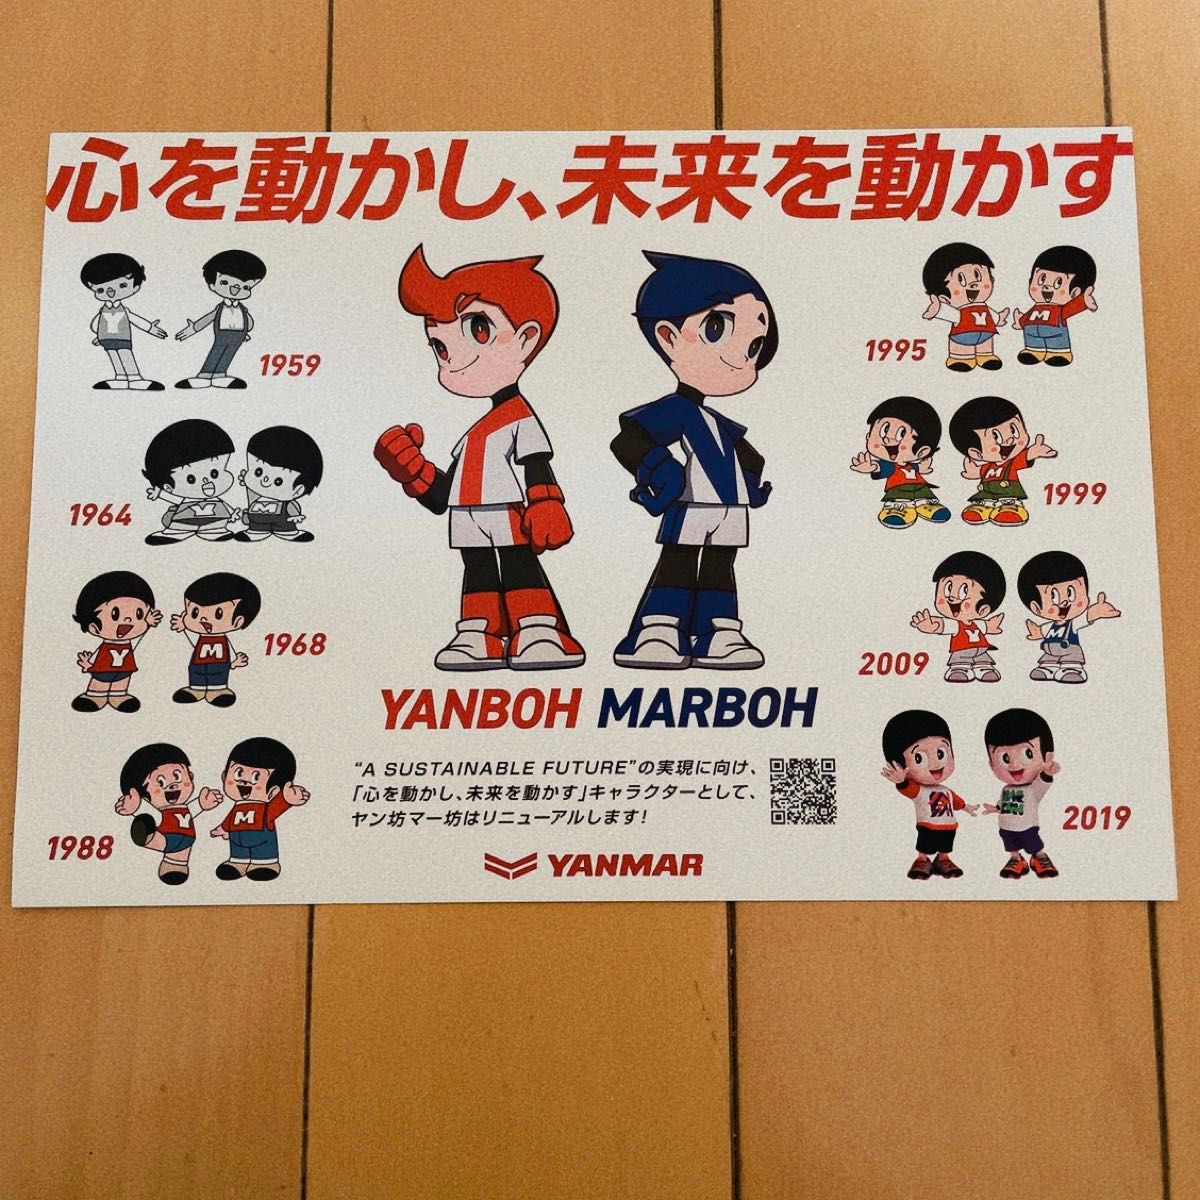 心を動かし、未来を動かす
Y
1959
Y M
1964
Y M
1968
Y M
1988
Y M
1995
M
1999
Y M
2009
2019
YANBOH MARBOH
“A SUSTAINABLE FUTURE”の実現に向け、
「心を動かし、未来を動かす」キャラクターとして、
ヤン坊マー坊はリニューアルします！
YANMAR